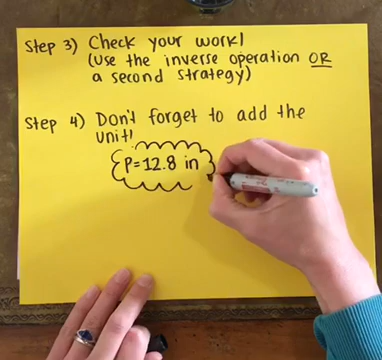 Step 3) Check your work!
(Use the inverse operation OR
a second strategy)
Step 4) Don't forget to add the
unit!
P=12.8 in